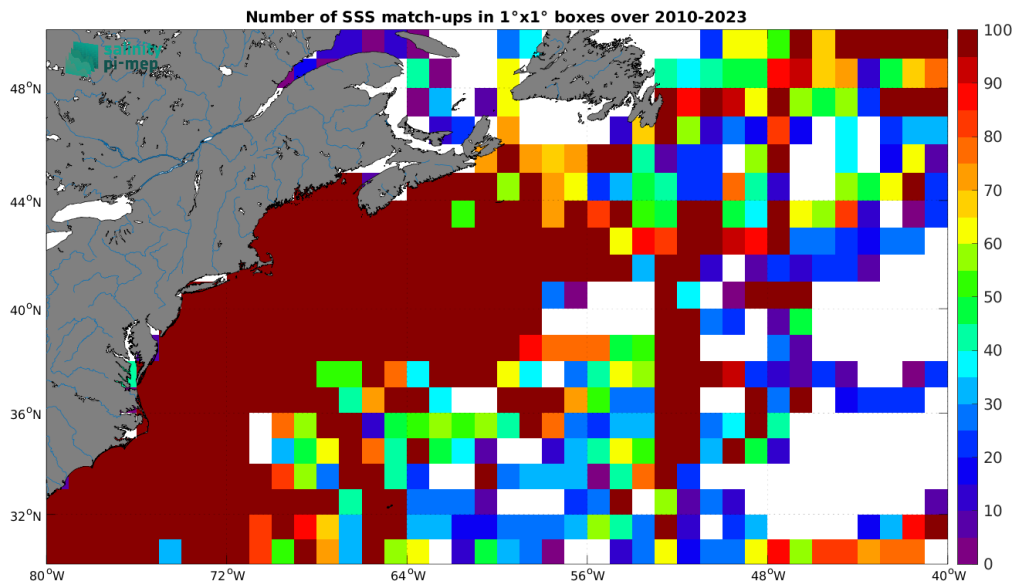 Number of SSS match-ups in 1°x1° boxes over 2010-2023
salinity
pi-mep
48°N
44°N
40°N
36°N
32°N
80°W
72°W
64°W
56°W
48°W
40°W
100
90
80
70
60
50
40
30
20
10
0